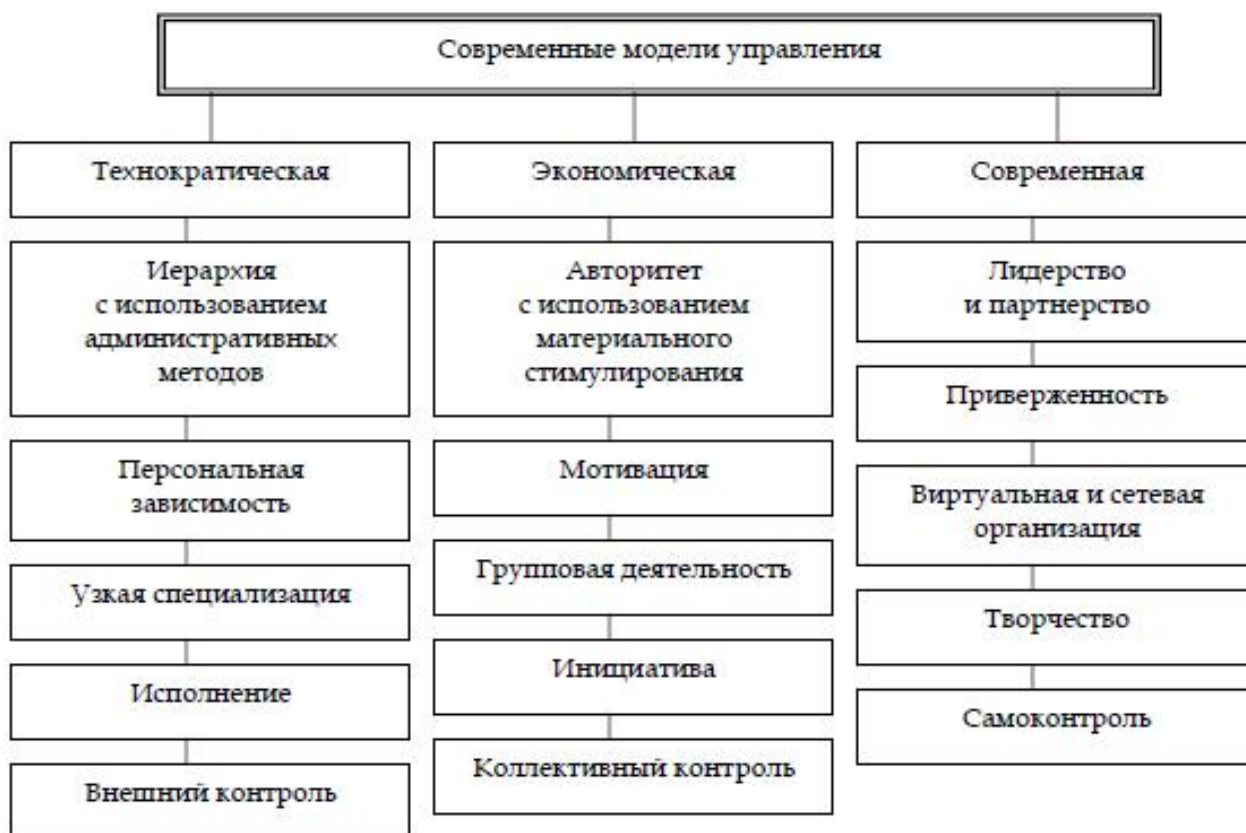 Современные модели управления
Технократическая
Иерархия
с использованием
административных
методов
Персональная
зависимость
Узкая специализация
Исполнение
Внешний контроль
Экономическая
Авторитет
с использованием
материального
стимулирования
Мотивация
Групповая деятельность
Инициатива
Коллективный контроль
Современная
Лидерство
и партнерство
Приверженность
Виртуальная и сетевая
организация
Творчество
Самоконтроль